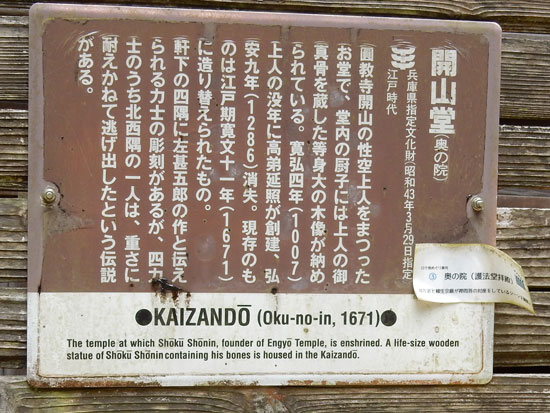 開山堂(奥の院)
兵庫県指定文化財(昭和43年3月29日指定)
江戸時代
圓教寺開山の性空上人をまつった
お堂で、堂内の厨子には上人の御
真骨を蔵した等身大の木像が納め
られている。寛弘四年(1007)
上人の没年に高弟延照が創建、弘
安九年(1286)消失。現存のも
のは江戸期寛文十一年(1671)
に造り替えられたもの。
軒下の四隅に左甚五郎の作と伝え
られる力士の彫刻があるが、四力
士のうち北西隅の一人は、重さに
耐えかねて逃げ出したという伝説
がある。
●KAIZANDŌ (Oku-no-in, 1671)●
The temple at which Shōkū Shōnin, founder of Engyō Temple, is enshrined. A life-size wooden
statue of Shōkū Shōnin containing his bones is housed in the Kaizandō.
③ 奥の院(護法堂拝殿)